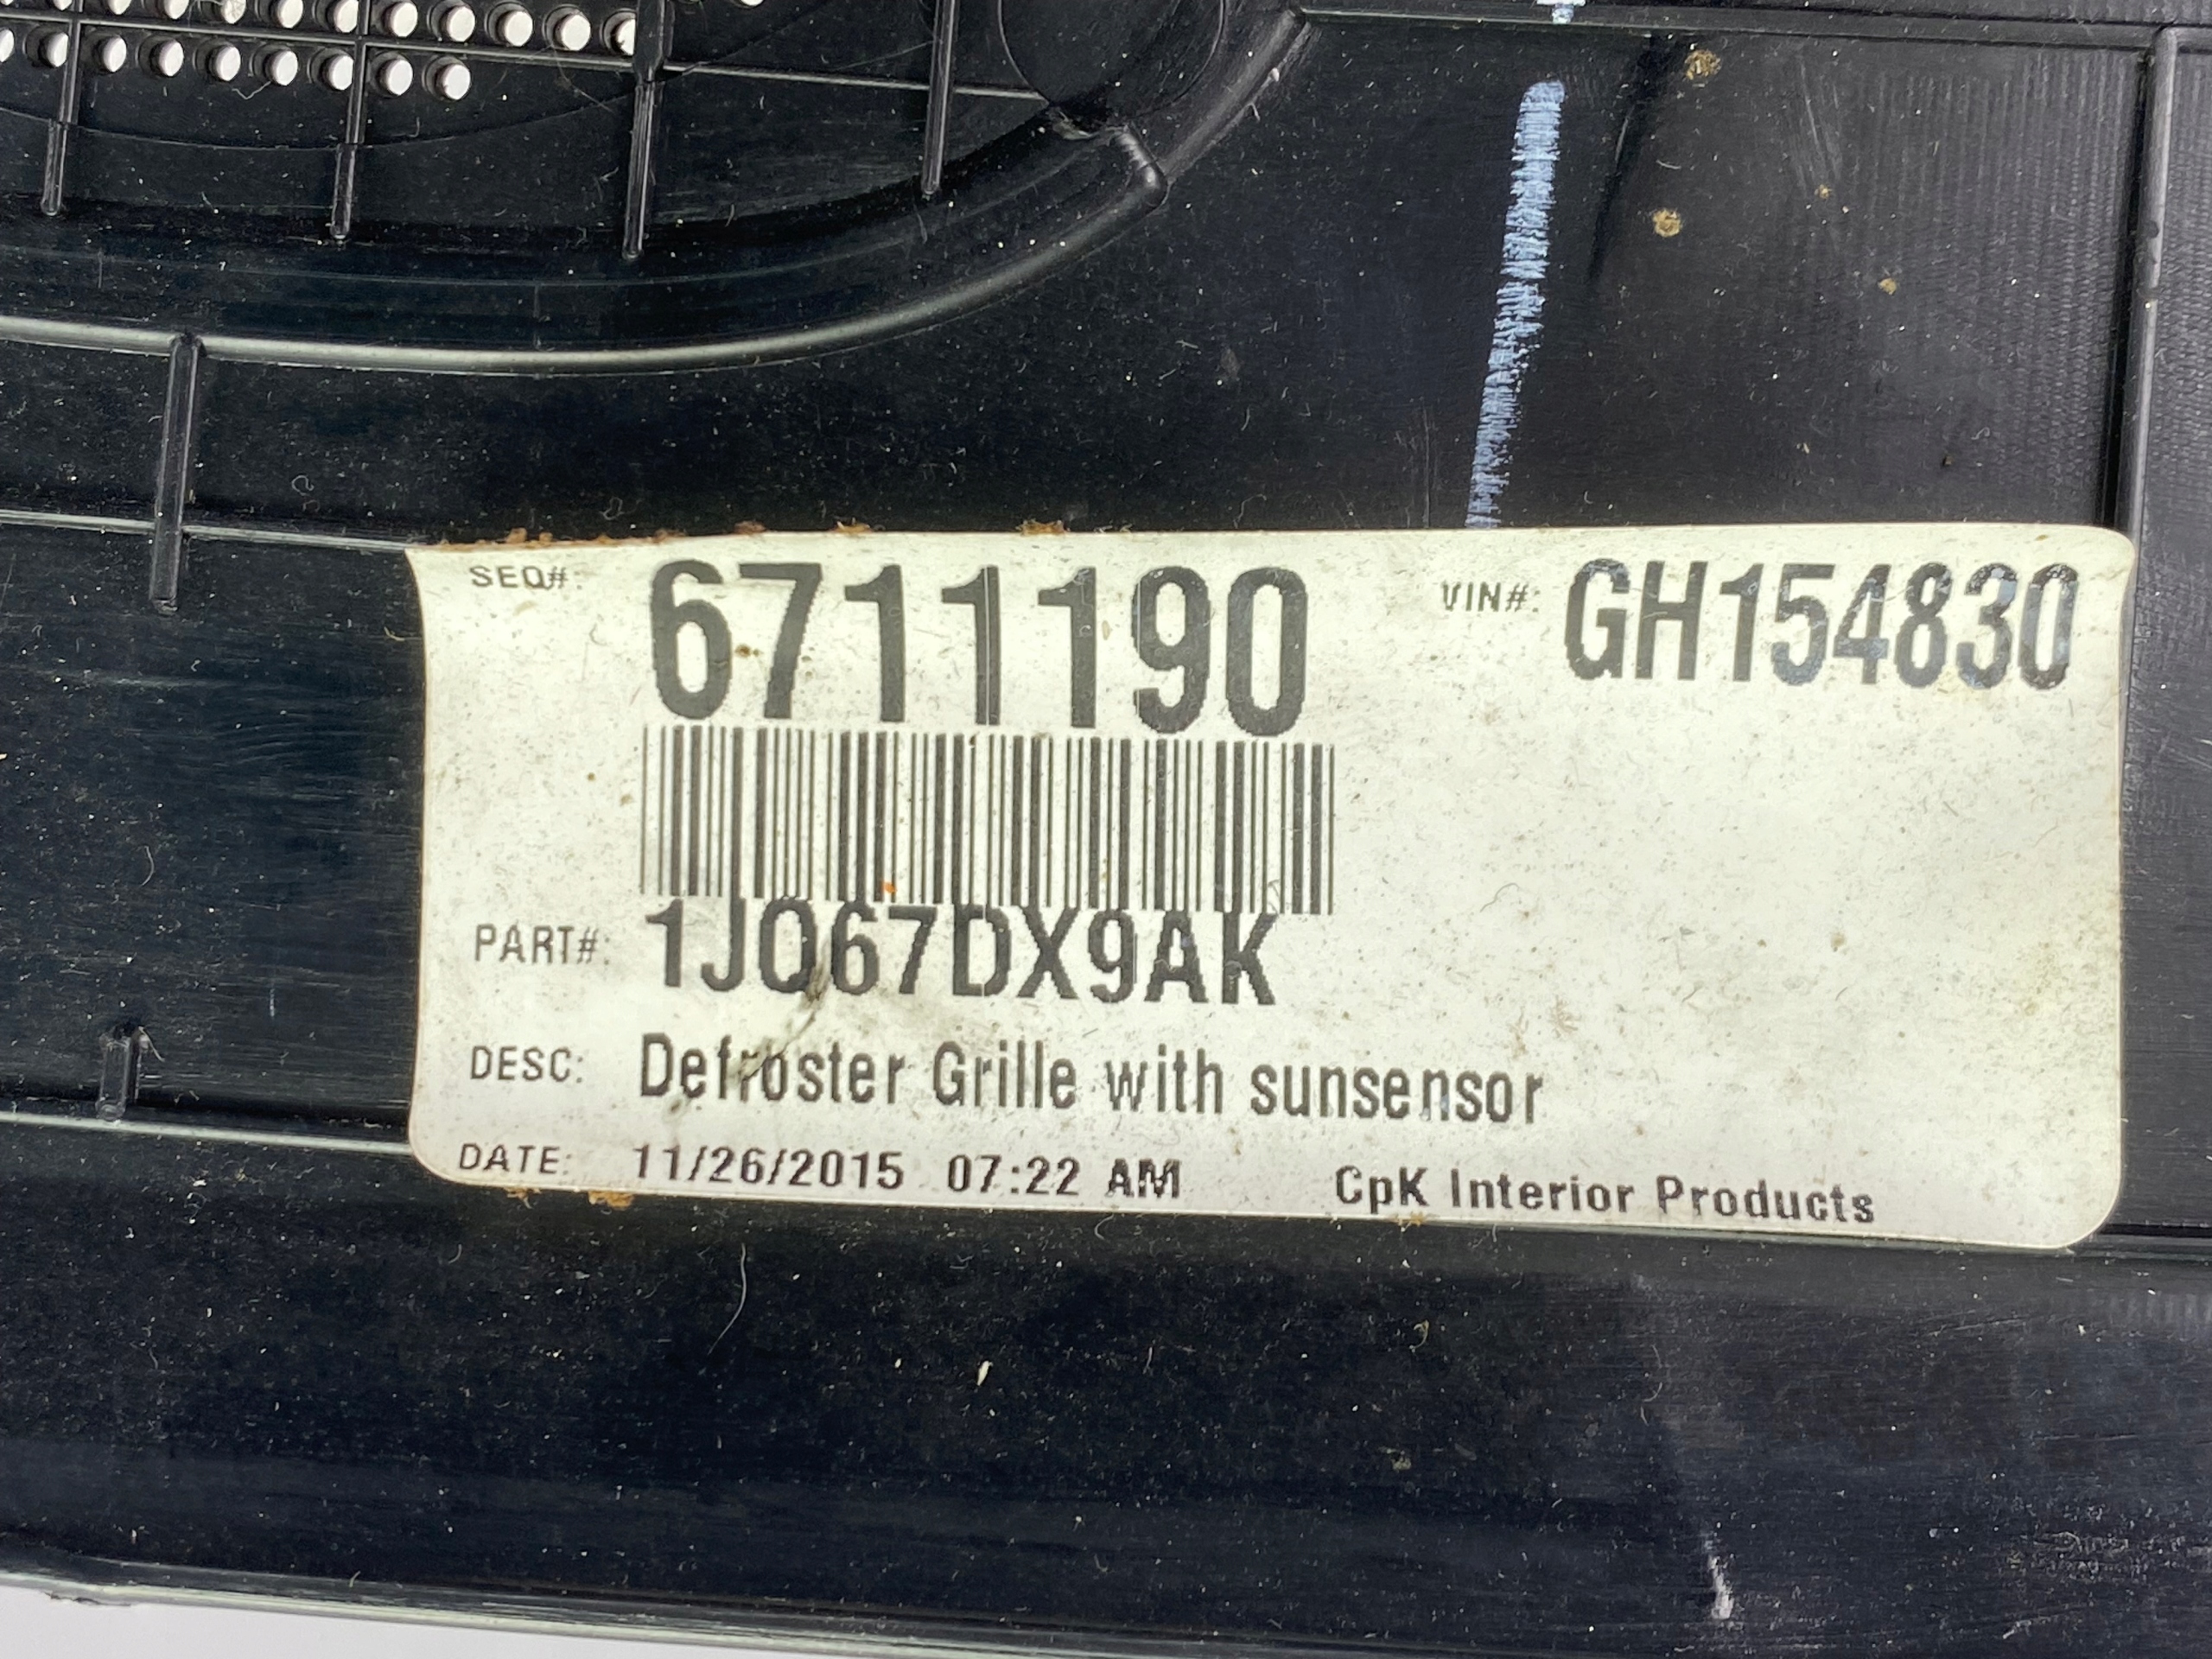 SEQ#: 6711190 VIN#: GH154830
PART#: 1JQ67DX9AK
DESC: Defroster Grille with sunsensor
DATE: 11/26/2015 07:22 AM CpK Interior Products